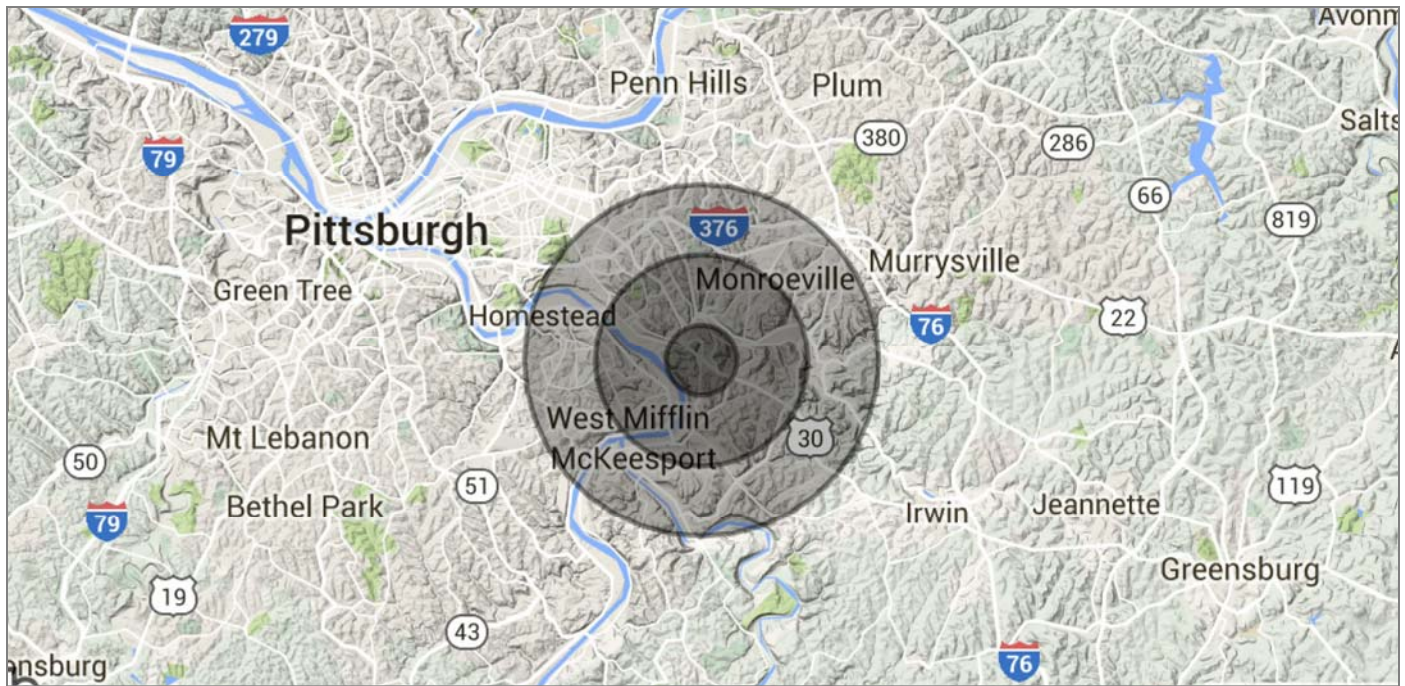 Avonm
279
Penn Hills
Plum
Salts
380
286
79
66
819
Pittsburgh
376
Murrysville
Monroeville
Green Tree
Homestead
76
22
A
West Mifflin
30
Mt Lebanon
McKeesport
50
51
119
Bethel Park
Irwin
Jeannette
79
Greensburg
19
43
76
onsburg